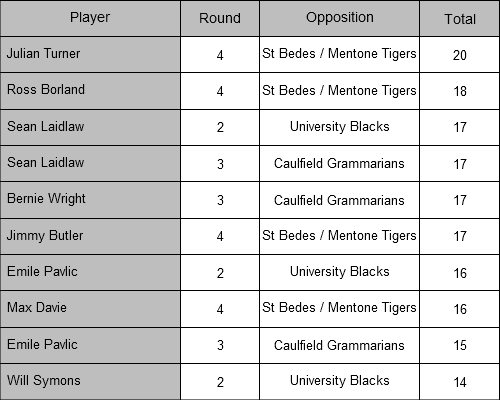 Player Round Opposition Total
Julian Turner 4 St Bedes / Mentone Tigers 20
Ross Borland 4 St Bedes / Mentone Tigers 18
Sean Laidlaw 2 University Blacks 17
Sean Laidlaw 3 Caulfield Grammarians 17
Bernie Wright 3 Caulfield Grammarians 17
Jimmy Butler 4 St Bedes / Mentone Tigers 17
Emile Pavlic 2 University Blacks 16
Max Davie 4 St Bedes / Mentone Tigers 16
Emile Pavlic 3 Caulfield Grammarians 15
Will Symons 2 University Blacks 14